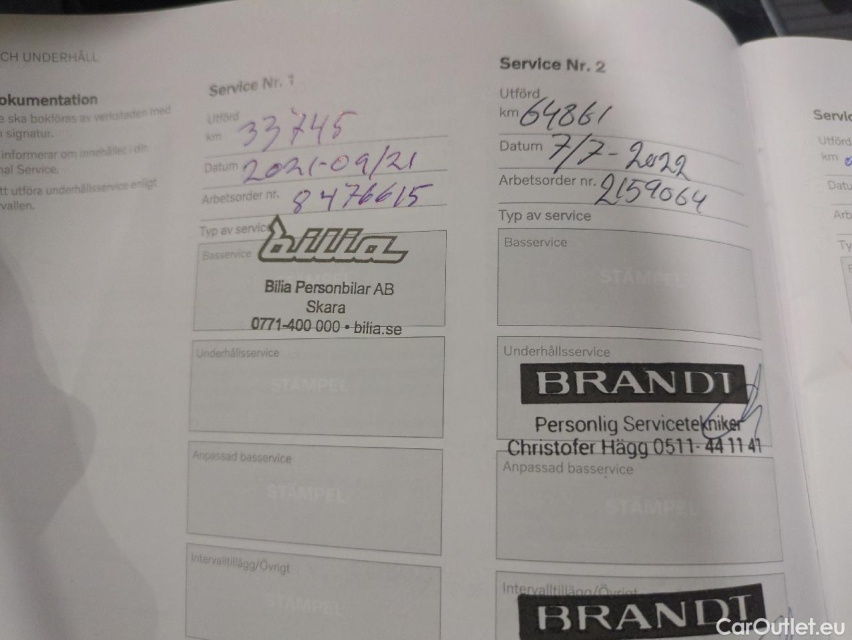 CH UNDERHÅLL
okumentation
e ska bokföras av verkstaden med
signatur.
informerar om innehållet i din
nal Service.
tt utföra underhållsservice enligt
vallen.
Service Nr. 1
Utförd
km 33745
Datum 2021-09/21
Arbetsorder nr. 8476615
Typ av service
Basservice
bilia
Bilia Personbilar AB
Skara
0771-400 000 • bilia.se
Underhållsservice
STÄMPEL
Anpassad basservice
STÄMPEL
Intervalltillägg/Övrigt
STÄMPEL
Service Nr. 2
Utförd
km 64861
Datum 7/7-2022
Arbetsorder nr. 2159064
Typ av service
Basservice
STÄMPEL
Underhållsservice
BRANDT
Personlig Servicetekniker
Christofer Hägg 0511-44 11 41
Anpassad basservice
STÄMPEL
Intervalltillägg/Övrigt
BRANDT
Servic
Utförd
km
Datu
Arb
Ty
CarOutlet.eu